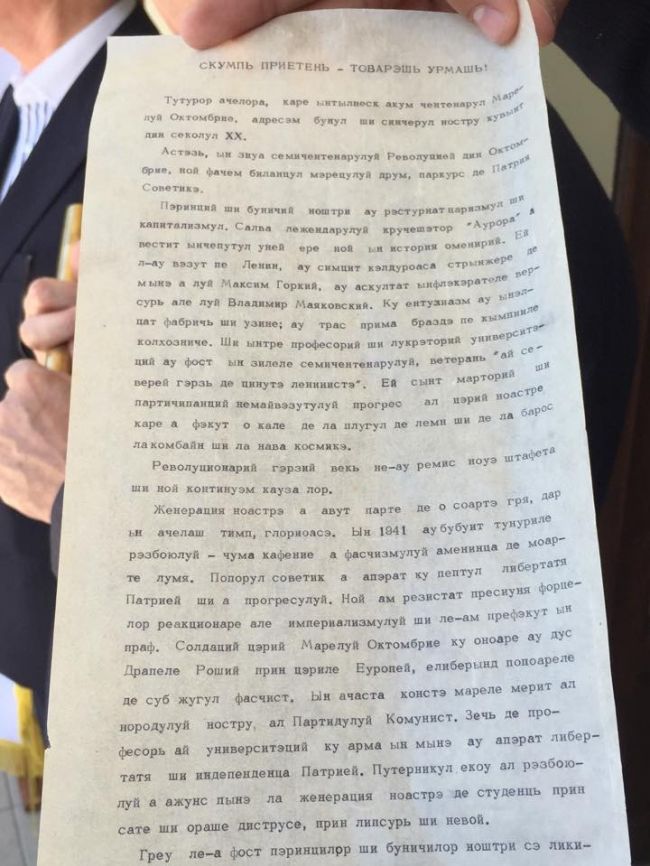 СКУМПЬ ПРИЕТЕНЬ - ТОВАРЭШЬ УРМАШЬ!
Тутурор ачелора, каре ынтылнеск акум чентенарул Маре-
луй Октомбрие, адресэм бунул ши синчерул ностру кувынт
дин секолул XX.
Астэзь, ын зиуа семичентенарулуй Революцией дин Октом-
брие, ной фачем биланцул мэрецулуй друм, паркурс де Патрия
Советикэ.
Пэринций ши буничий ноштри ау рэстурнат царизмул ши
капитализмул. Салва лежендарулуй кручешэтор "Аурора" а
вестит ынчепутул уней ере ной ын история оменирий. Ей
л-ау вэзут пе Ленин, ау симцит кэлдуроаса стрынжере де
мынэ а луй Максим Горкий, ау аскултат ынфлэкэрателе вер-
сурь але луй Владимир Маяковский. Ку ентузиазм ау ынэл-
цат фабричь ши узине; ау трас прима браздэ пе кымпииле
колхозниче. Ши ынтре професорий ши лукрэторий университэ-
ций ау фост ын зилеле семичентенарулуй, ветерань "ай се-
верей гэрзь де цинутэ ленинистэ". Ей сынт марторий ши
партичипанций немайвэзутулуй прогрес ал цэрий ноастре
каре а фэкут о кале де ла плугул де лемн ши де ла барос
ла комбайн ши ла нава космикэ.
Революционарий гэрзий векь не-ау ремис ноуэ штафета
ши ной континуэм кауза лор.
Женерация ноастрэ а авут парте де о соартэ гря, дар
ын ачелаш тимп, глориоасэ. Ын 1941 ау бубуит тунуриле
рэзбоюлуй - чума кафение а фасчизмулуй аменинца де моар-
те лумя. Попорул советик а апэрат ку пептул либертатя
Патрией ши а прогресулуй. Ной ам резистат пресиуня форце-
лор реакционаре але империализмулуй ши ле-ам префэкут ын
праф. Солдаций цэрий Марелуй Октомбрие ку оноаре ау дус
Драпеле Роший прин цэриле Еуропей, елиберынд попоареле
де суб жугул фасчист. Ын ачаста констэ мареле мерит ал
нородулуй ностру, ал Партидулуй Комунист. Зечь де про-
фесорь ай университэций ку арма ын мынэ ау апэрат либер-
татя ши индепенденца Патрией. Путерникул екоу ал рэзбою-
луй а ажунс пынэ ла женерация ноастрэ де студенць прин
сате ши ораше диструсе, прин липсурь ши невой.
Греу ле-а фост пэринцилор ши буничилор ноштри сэ лики-